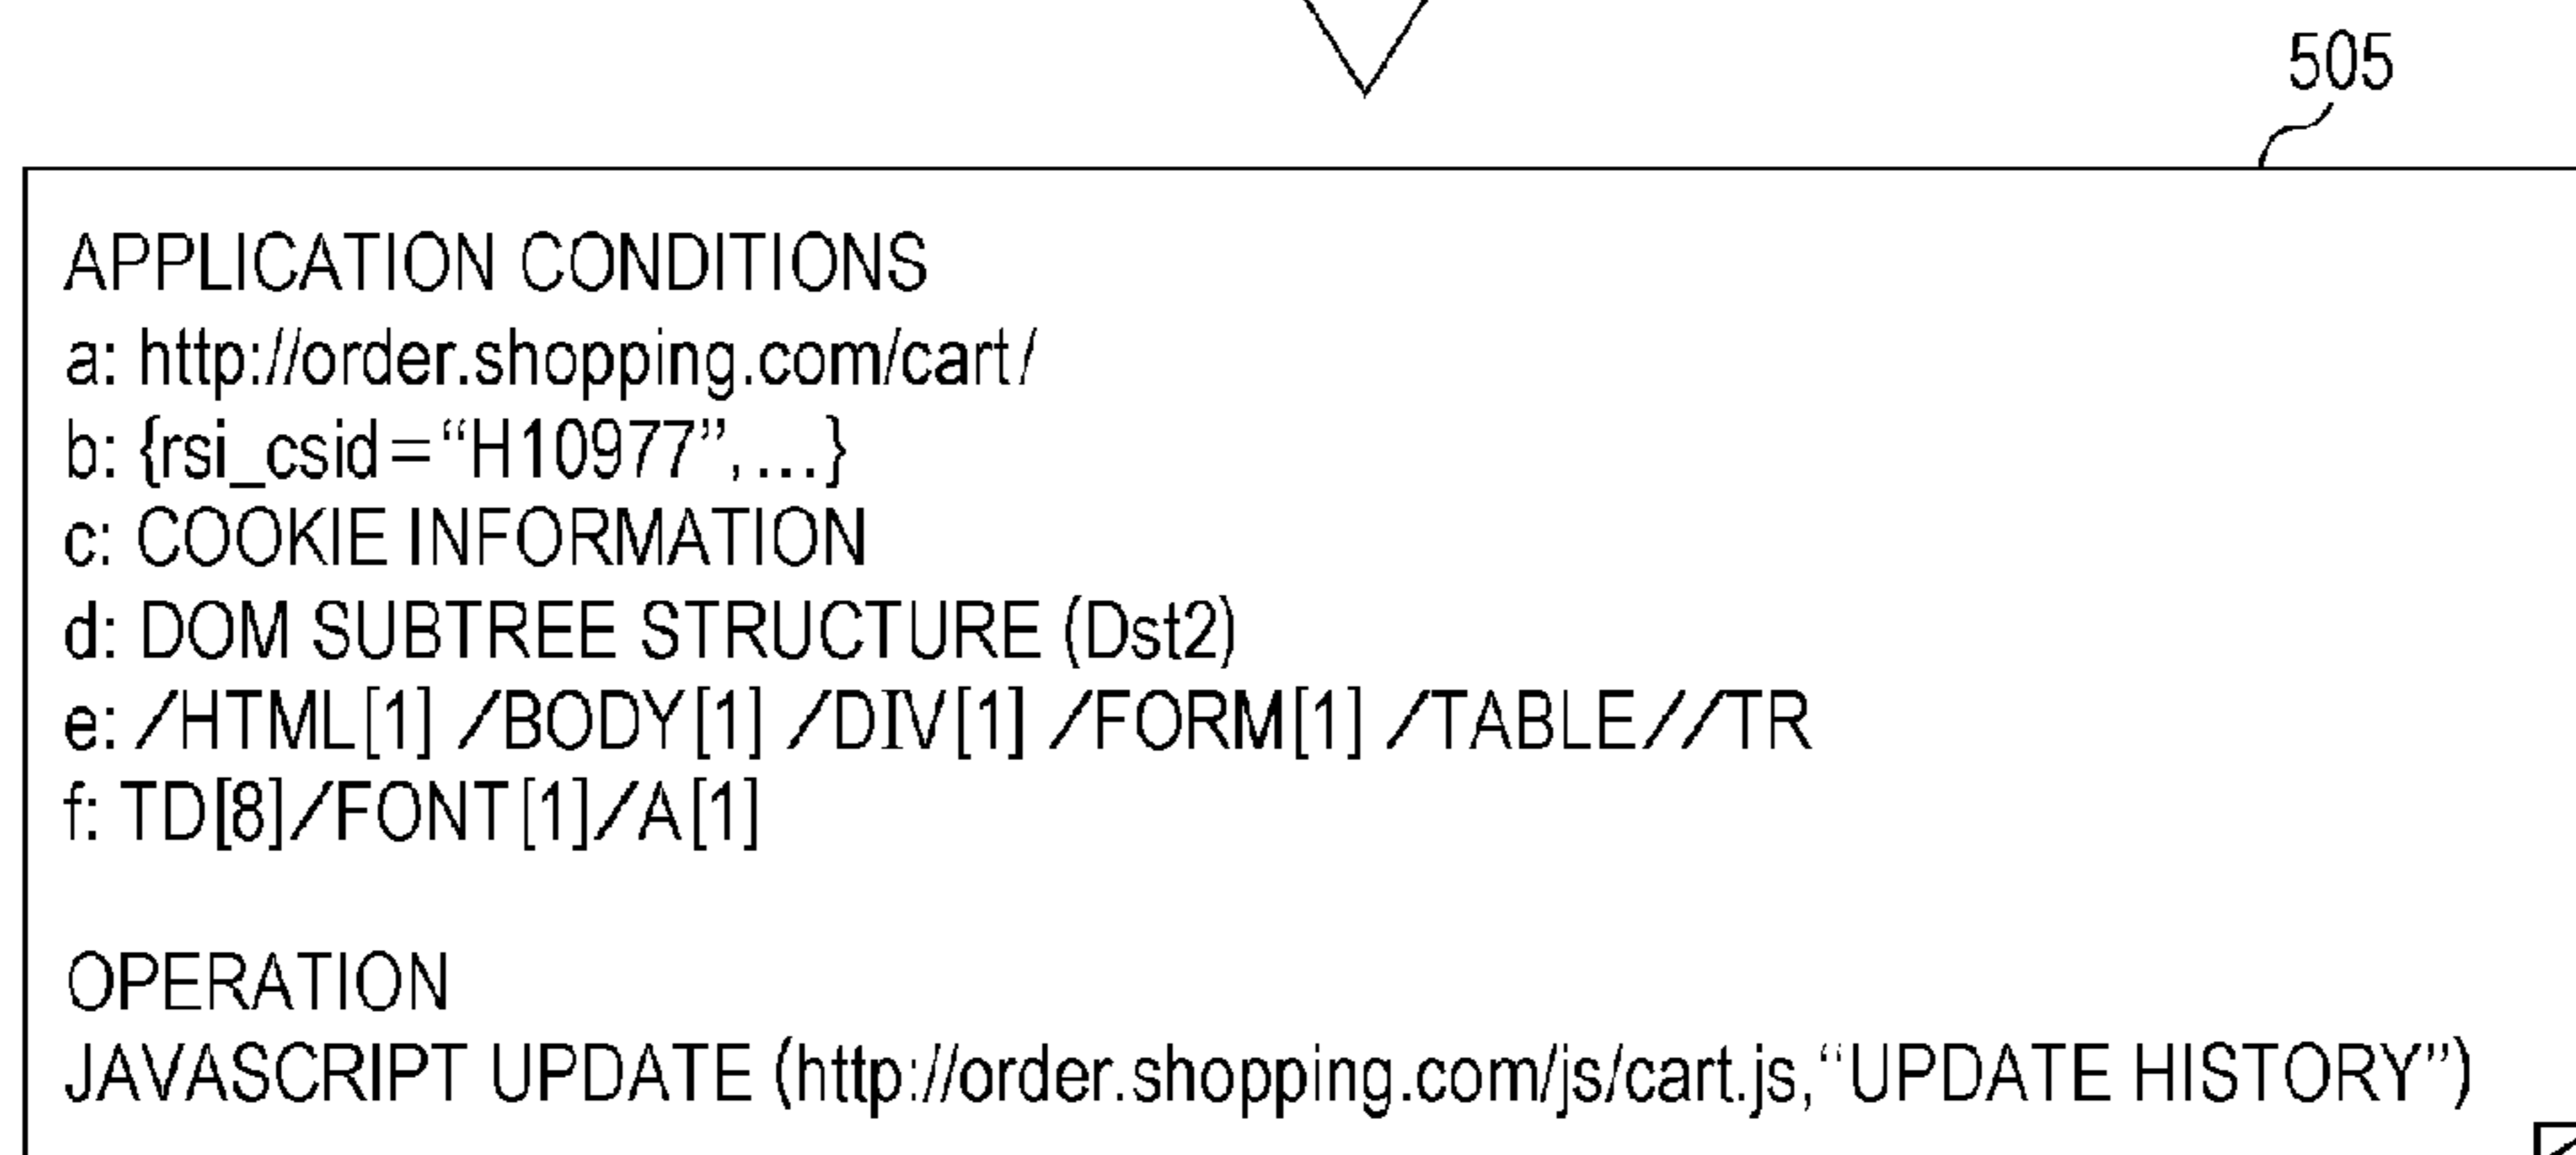 505
APPLICATION CONDITIONS
a: http://order.shopping.com/cart/
b: {rsi_csid="H10977",...}
c: COOKIE INFORMATION
d: DOM SUBTREE STRUCTURE (Dst2)
e: /HTML[1] /BODY[1] /DIV[1] /FORM[1] /TABLE//TR
f: TD[8]/FONT[1]/A[1]
OPERATION
JAVASCRIPT UPDATE (http://order.shopping.com/js/cart.js,“UPDATE HISTORY”)